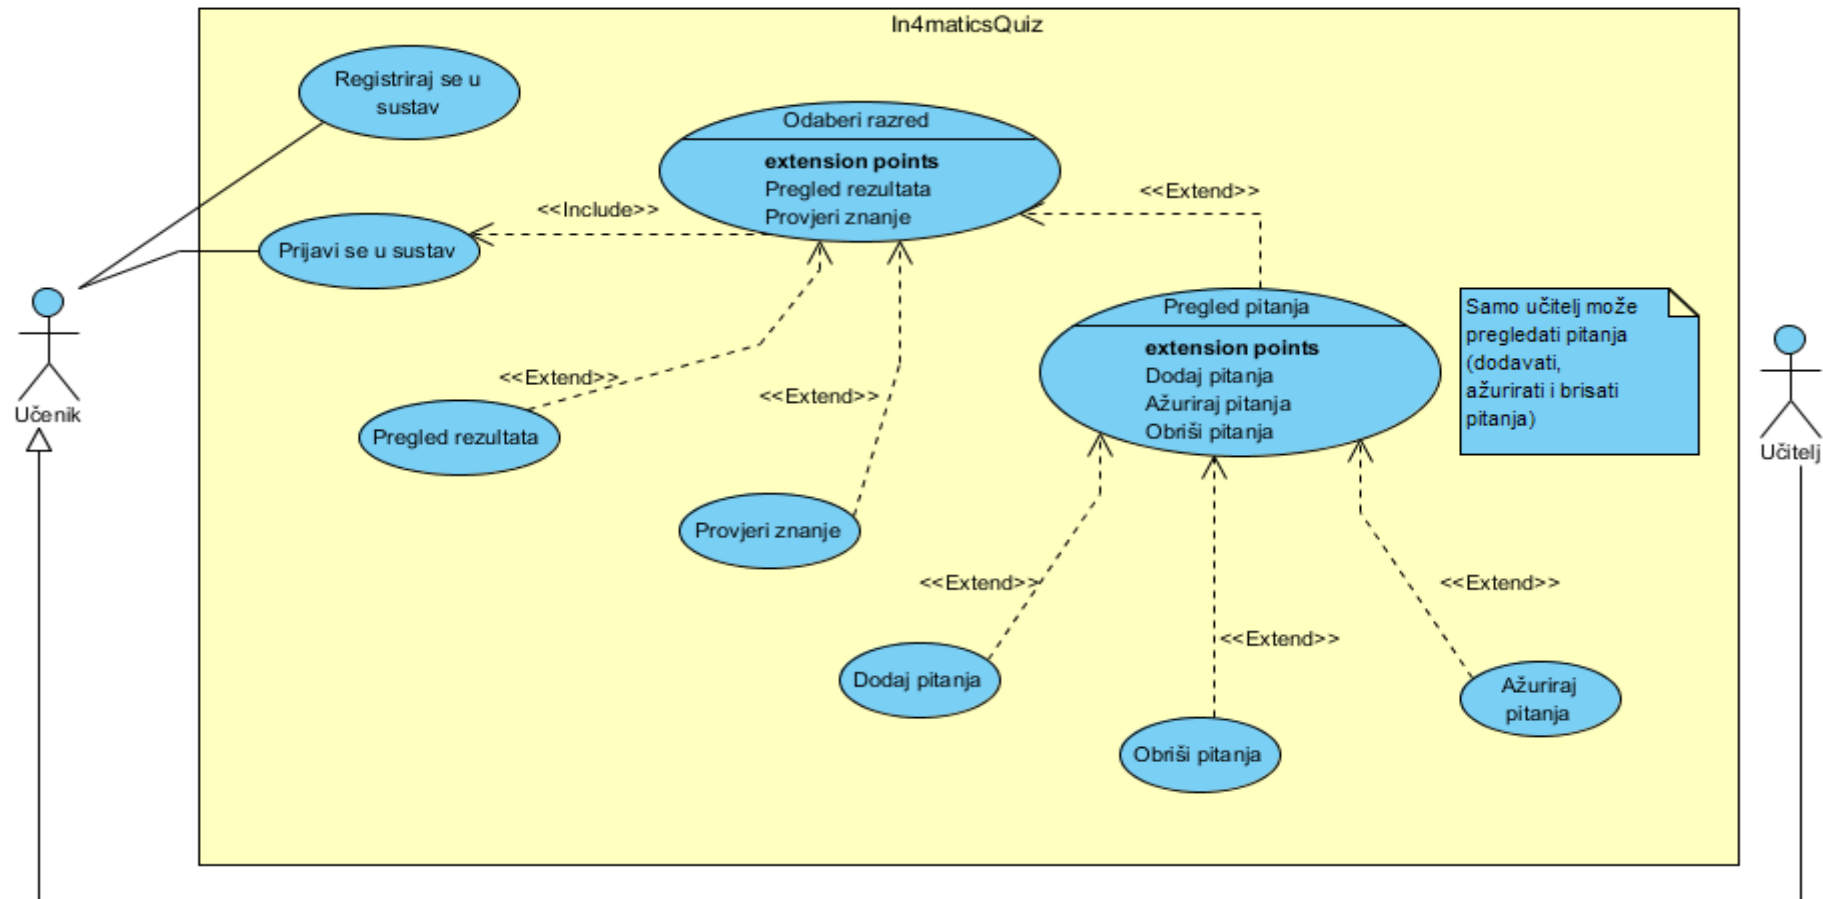 In4maticsQuiz
Registriraj se u
sustav
Odaberi razred
extension points
Pregled rezultata
Provjeri znanje
<<Extend>>
<<Include>>
Prijavi se u sustav
Pregled pitanja
extension points
Dodaj pitanja
Ažuriraj pitanja
Obriši pitanja
Samo učitelj može
pregledati pitanja
(dodavati,
ažurirati i brisati
pitanja)
Učenik
Učitelj
<<Extend>>
<<Extend>>
Pregled rezultata
Provjeri znanje
<<Extend>>
<<Extend>>
<<Extend>>
Dodaj pitanja
Ažuriraj
pitanja
Obriši pitanja